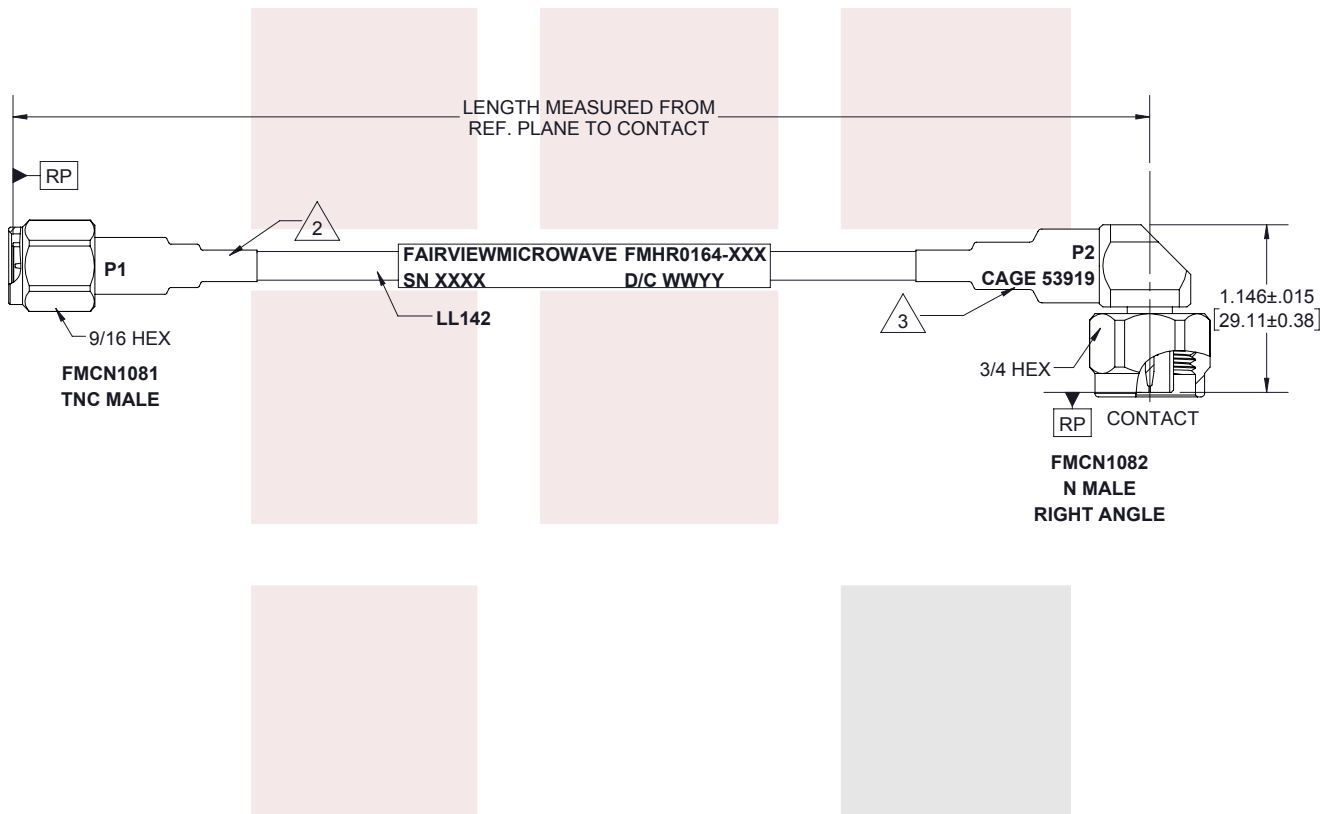 LENGTH MEASURED FROM
REF. PLANE TO CONTACT
RP
2
P1
FAIRVIEWMICROWAVE FMHR0164-XXX
SN XXXX D/C WWYY
P2
CAGE 53919
1.146±.015
[29.11±0.38]
LL142
3
9/16 HEX
3/4 HEX
FMCN1081
TNC MALE
RP
CONTACT
FMCN1082
N MALE
RIGHT ANGLE